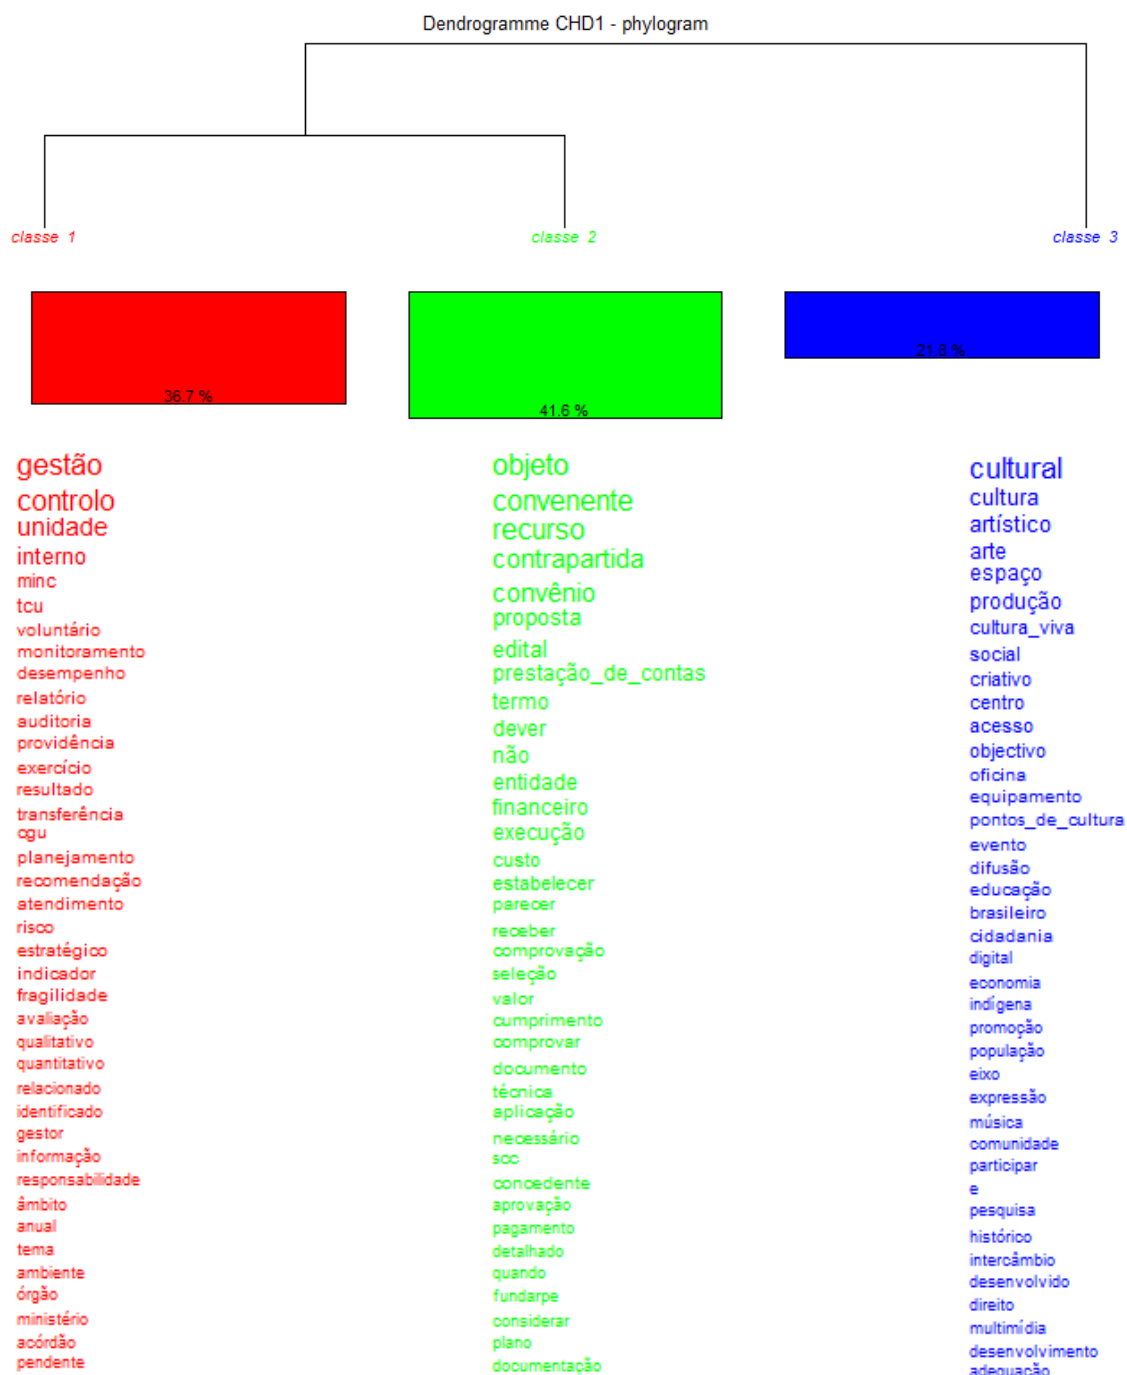 Dendrogramme CHD1 - phylogram
classe 1
classe 2
classe 3
36.7 %
41.6 %
21.8 %
gestão
controlo
unidade
interno
minc
tcu
voluntário
monitoramento
desempenho
relatório
auditoria
providência
exercício
resultado
transferência
cgu
planejamento
recomendação
atendimento
risco
estratégico
indicador
fragilidade
avaliação
qualitativo
quantitativo
relacionado
identificado
gestor
informação
responsabilidade
âmbito
anual
tema
ambiente
órgão
ministério
acórdão
pendente
objeto
convenente
recurso
contrapartida
convênio
proposta
edital
prestação_de_contas
termo
dever
não
entidade
financeiro
execução
custo
estabelecer
parecer
receber
comprovação
seleção
valor
cumprimento
comprovar
documento
técnica
aplicação
necessário
scc
concedente
aprovação
pagamento
detalhado
quando
fundarpe
considerar
plano
documentação
cultural
cultura
artístico
arte
espaço
produção
cultura_viva
social
criativo
centro
acesso
objectivo
oficina
equipamento
pontos_de_cultura
evento
difusão
educação
brasileiro
cidadania
digital
economia
indígena
promoção
população
eixo
expressão
música
comunidade
participar
e
pesquisa
histórico
intercâmbio
desenvolvido
direito
multimídia
desenvolvimento
adequação